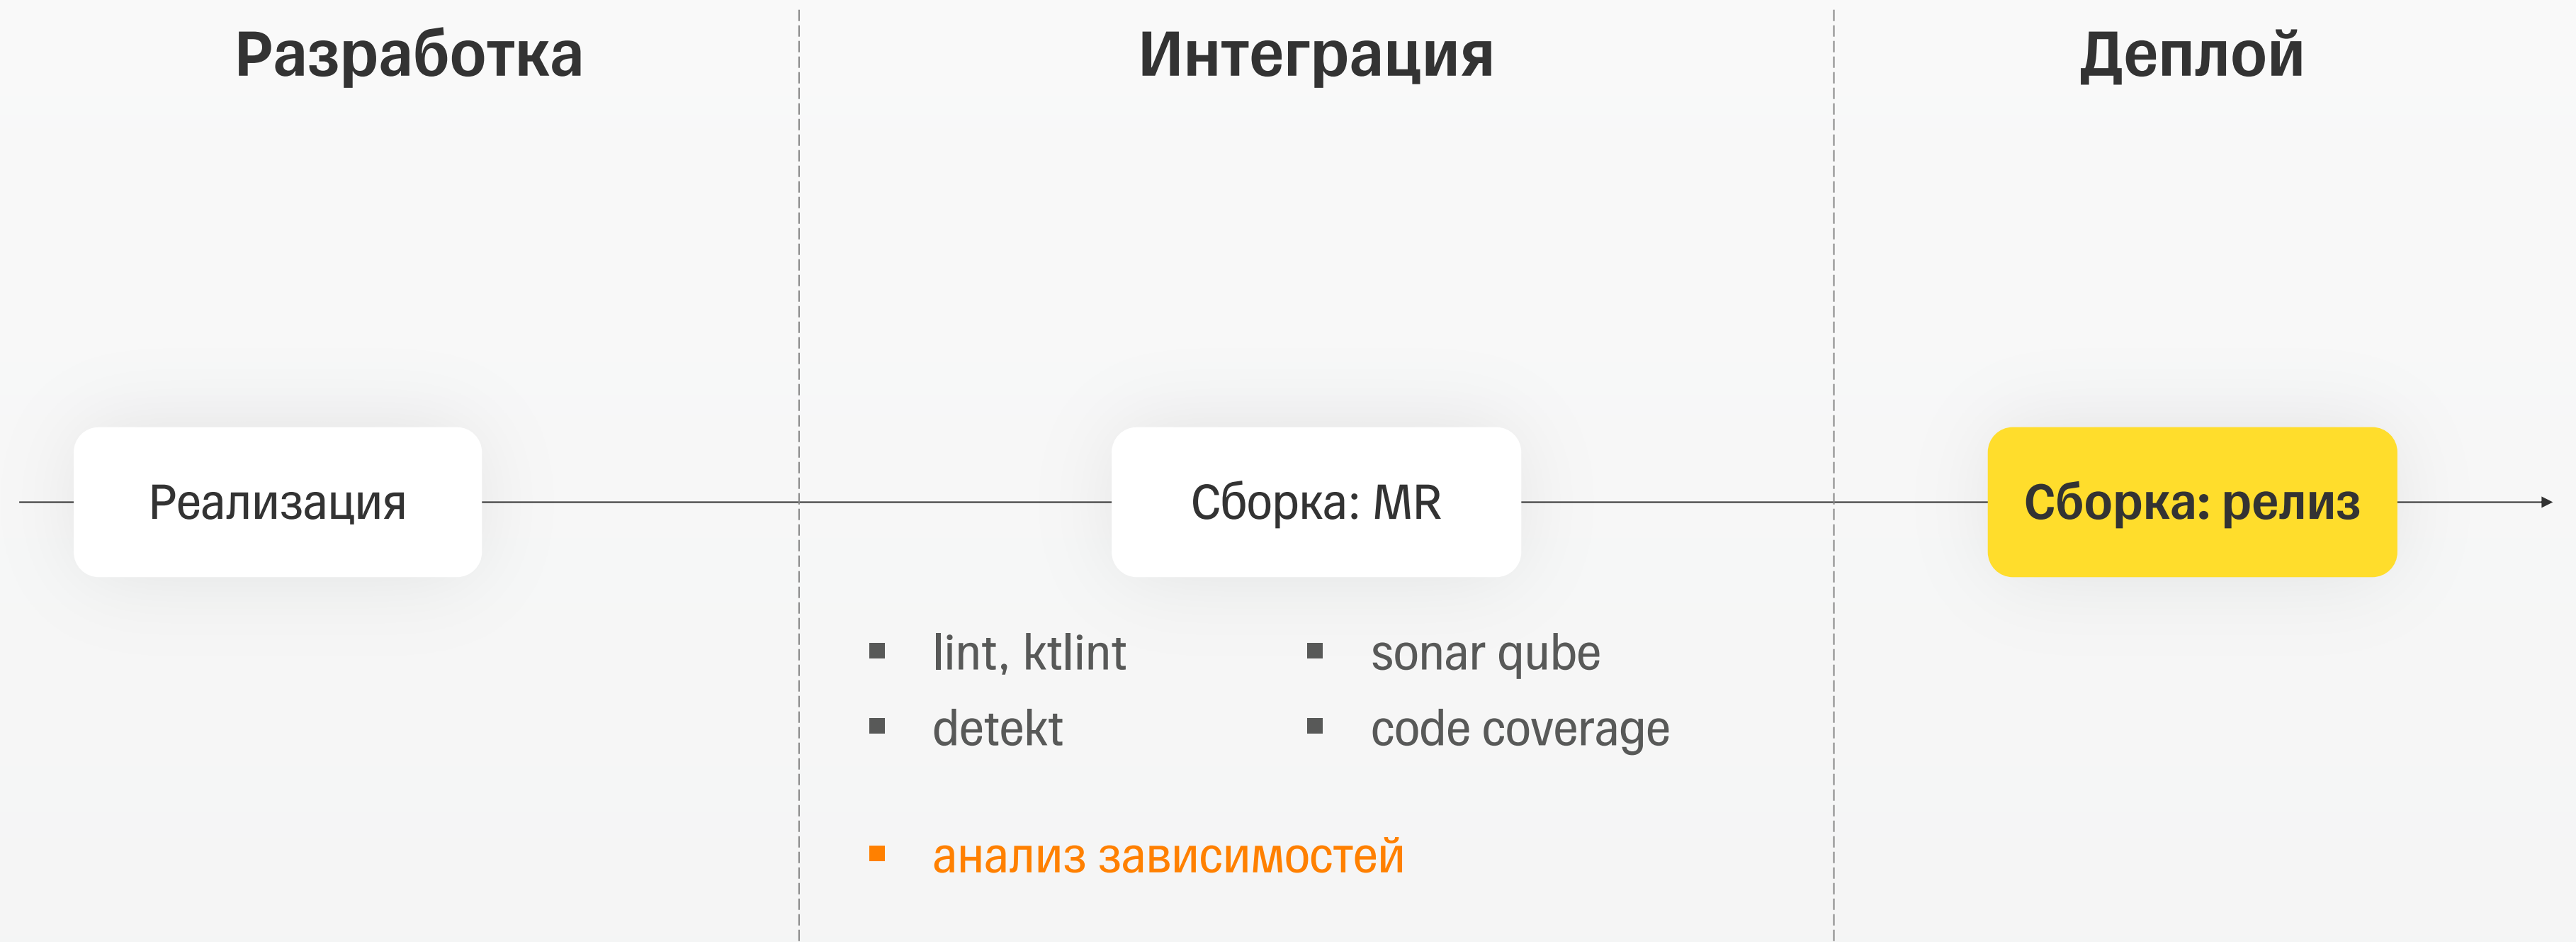 Разработка
Интеграция
Деплой
Реализация
Сборка: MR
Сборка: релиз
lint, ktlint
sonar qube
detekt
code coverage
анализ зависимостей